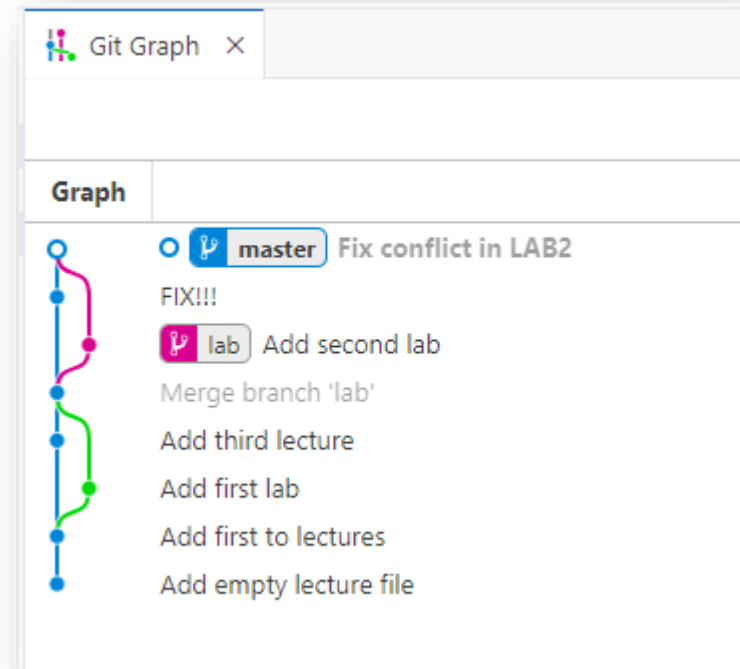 Git Graph
Graph
master Fix conflict in LAB2
FIX!!!
lab Add second lab
Merge branch 'lab'
Add third lecture
Add first lab
Add first to lectures
Add empty lecture file